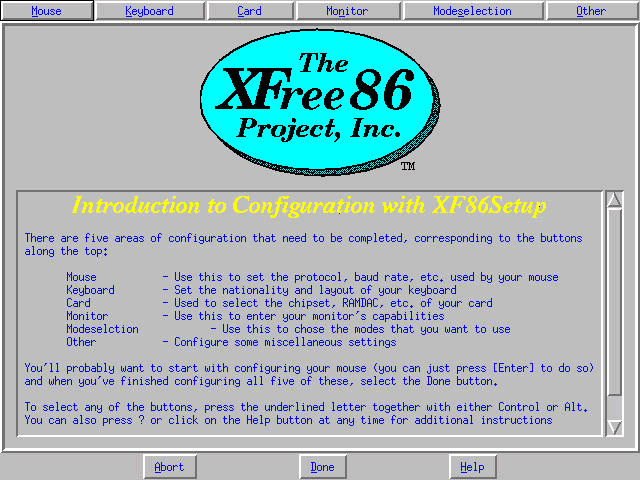 Mouse Keyboard Card Monitor Modeselection Other
The
XFree86
Project, Inc.
TM
Introduction to Configuration with XF86Setup
There are five areas of configuration that need to be completed, corresponding to the buttons
along the top:
Mouse - Use this to set the protocol, baud rate, etc. used by your mouse
Keyboard - Set the nationality and layout of your keyboard
Card - Used to select the chipset, RAMDAC, etc. of your card
Monitor - Use this to enter your monitor's capabilities
Modeselction - Use this to chose the modes that you want to use
Other - Configure some miscellaneous settings
You'll probably want to start with configuring your mouse (you can just press [Enter] to do so)
and when you've finished configuring all five of these, select the Done button.
To select any of the buttons, press the underlined letter together with either Control or Alt.
You can also press ? or click on the Help button at any time for additional instructions
Abort Done Help